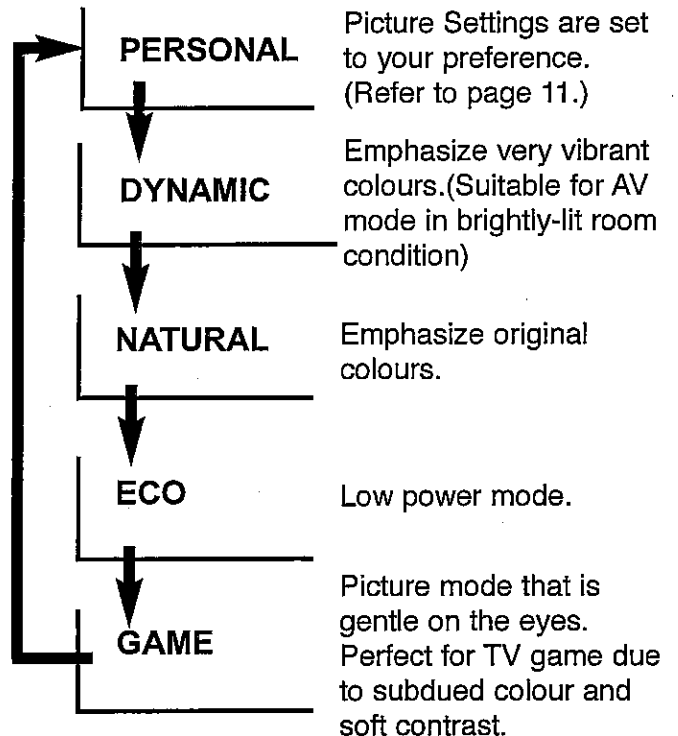 PERSONAL
Picture Settings are set
to your preference.
(Refer to page 11.)
DYNAMIC
Emphasize very vibrant
colours.(Suitable for AV
mode in brightly-lit room
condition)
NATURAL
Emphasize original
colours.
ECO
Low power mode.
GAME
Picture mode that is
gentle on the eyes.
Perfect for TV game due
to subdued colour and
soft contrast.